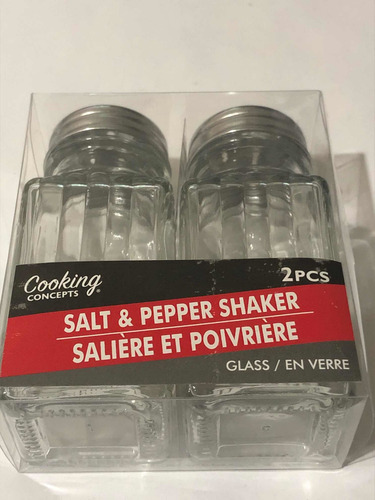 Cooking
CONCEPTS®
2PCS
SALT & PEPPER SHAKER
SALIÈRE ET POIVRIÈRE
GLASS / EN VERRE